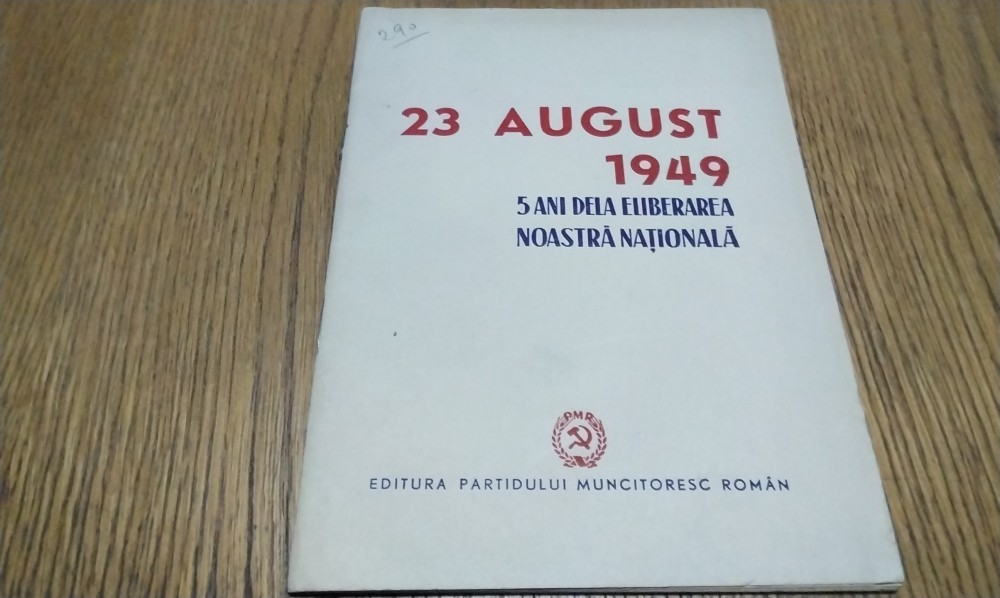 290
23 AUGUST
1949
5 ANI DELA ELIBERAREA
NOASTRĂ NAȚIONALĂ
PMR
EDITURA PARTIDULUI MUNCITORESC ROMÂN